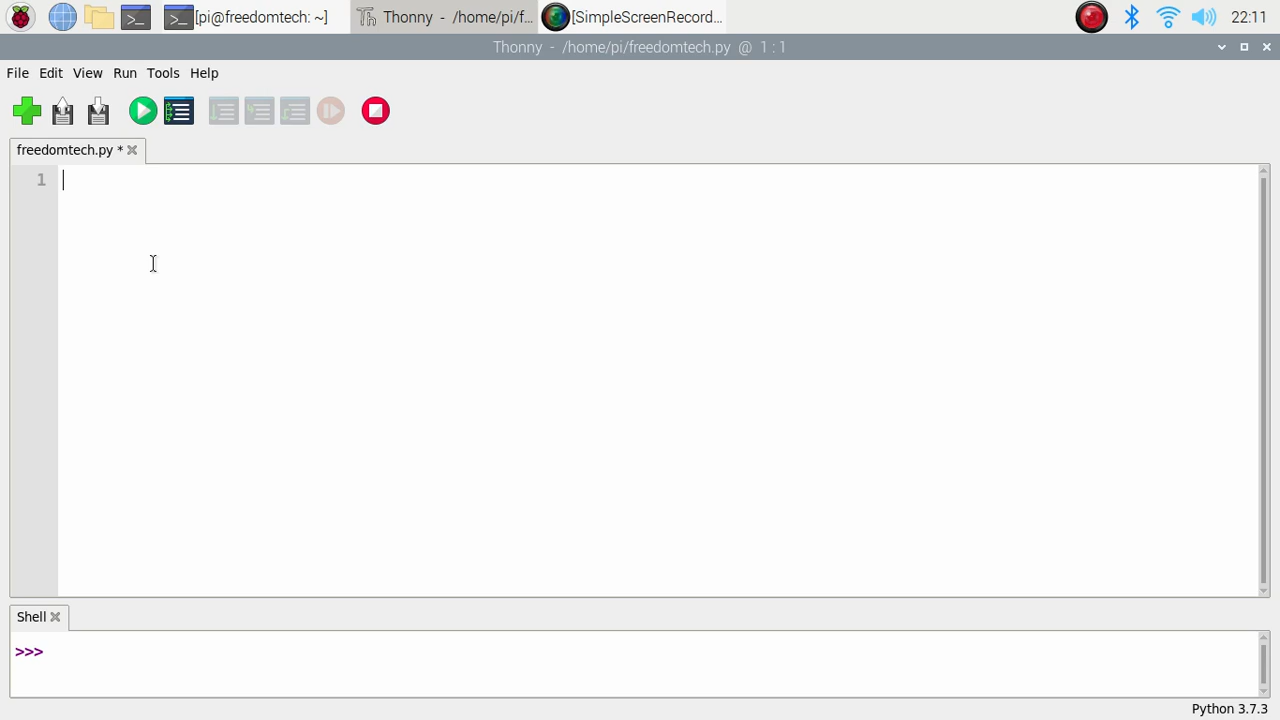 [pi@freedomtech: ~]
Thonny - /home/pi/f...
[SimpleScreenRecord...
22:11
Thonny - /home/pi/freedomtech.py @ 1 : 1
File Edit View Run Tools Help
freedomtech.py *
1
Shell
>>>
Python 3.7.3